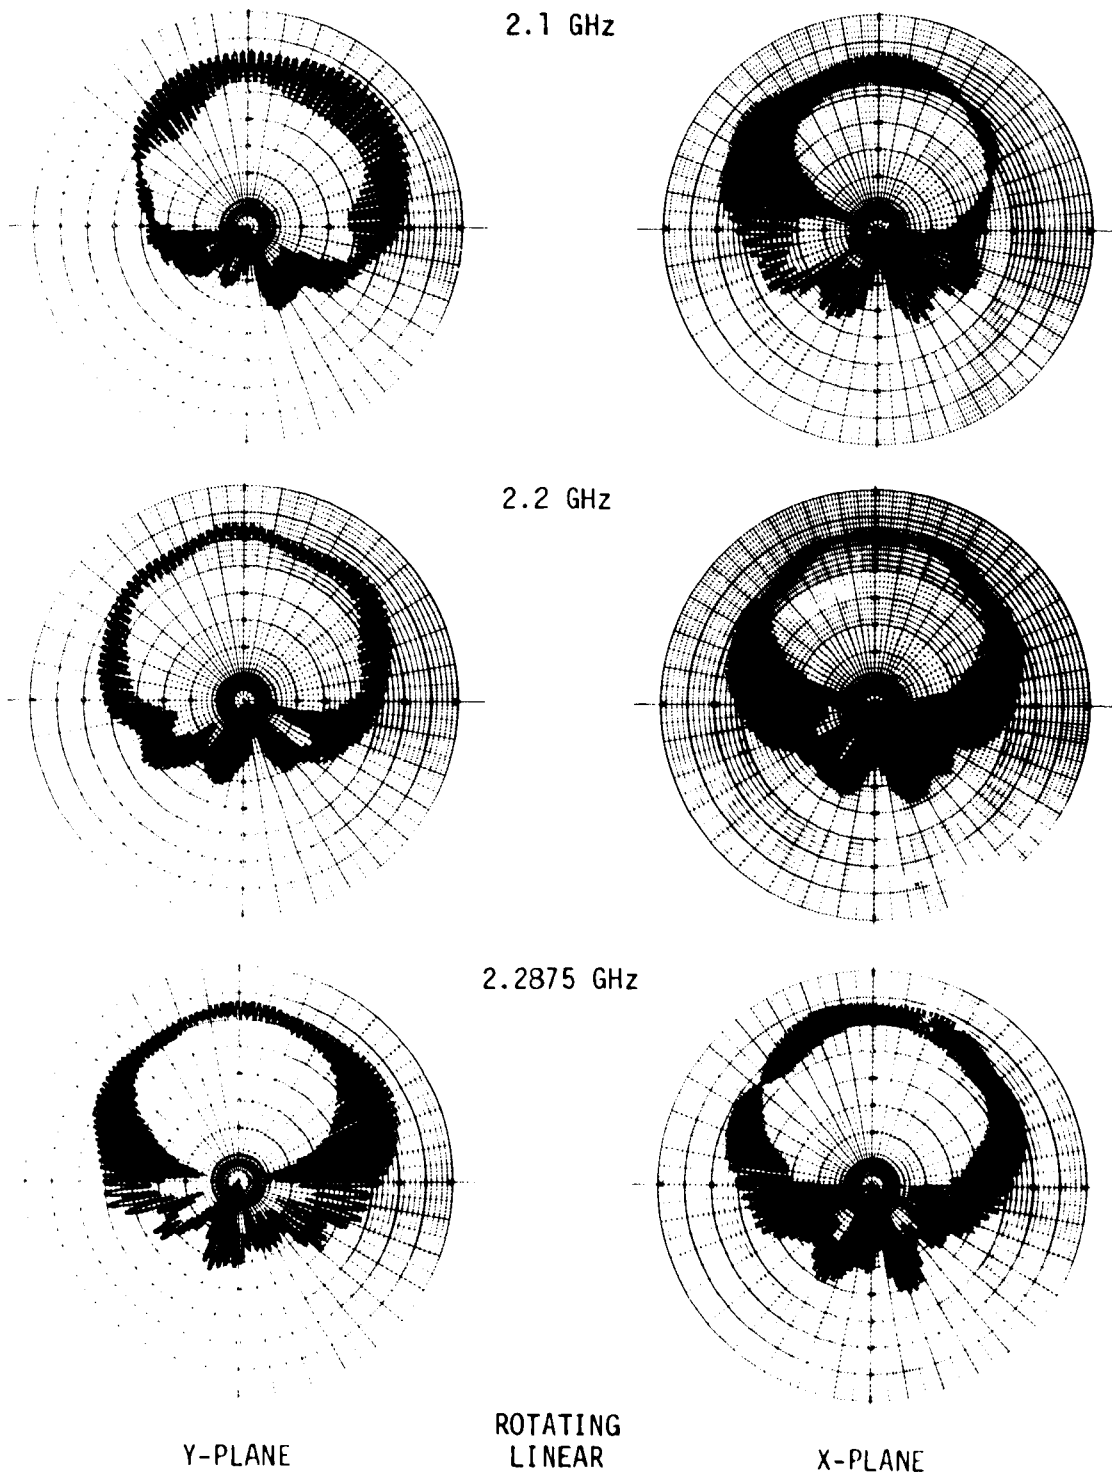 2.1 GHz
2.2 GHz
2.2875 GHz
ROTATING
LINEAR
Y-PLANE
X-PLANE